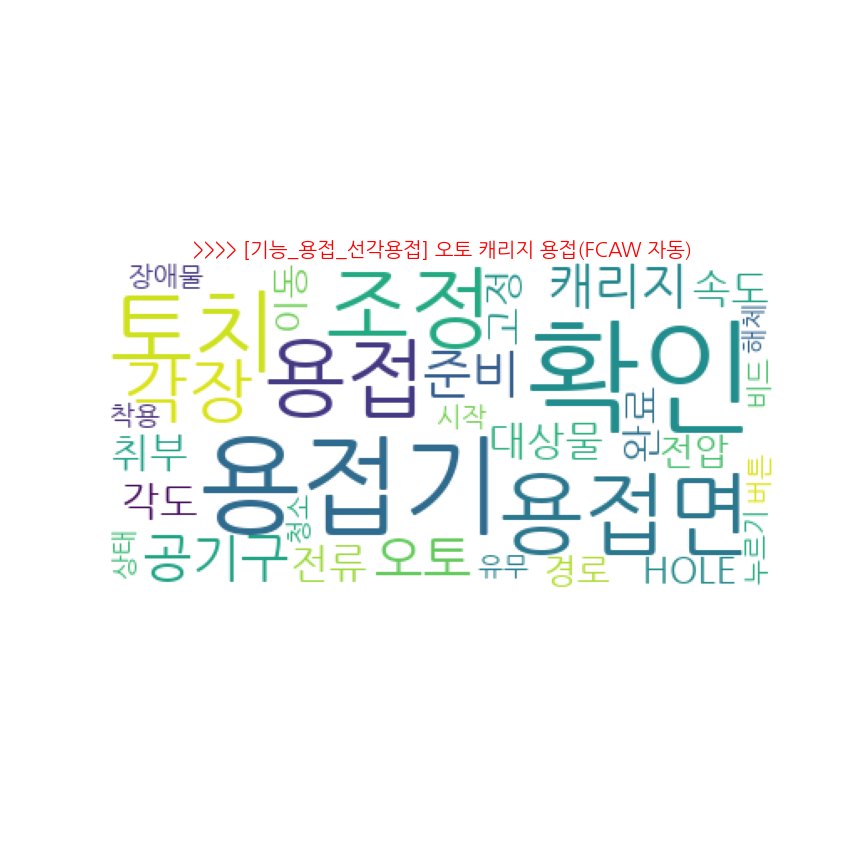 >>>> [기능_용접_선각용접] 오토 캐리지 용접(FCAW 자동)
장애물
이동
조정
고정
캐리지
속도
토치
용접
준비
확인
해체
각장
비드
착용
시작
완료
취부
대상물
전압
각도
용접기
용접면
버튼
청소
상태
공기구
전류
오토
유무
경로
HOLE
누르기